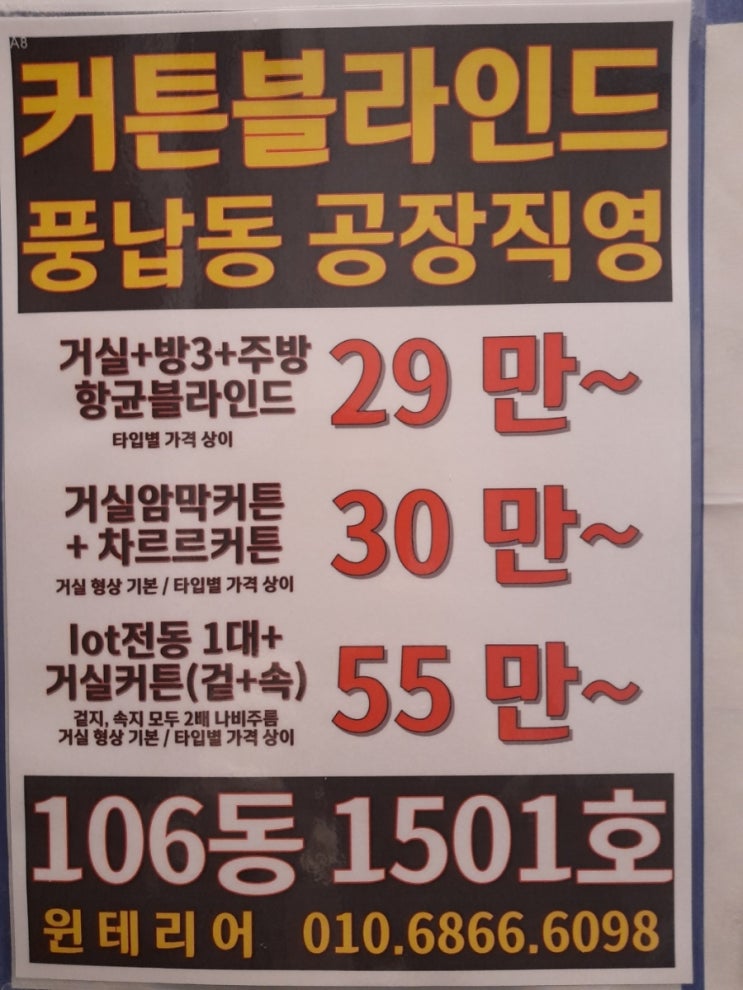 A8
커튼블라인드
풍납동 공장직영
거실+방3+주방
항균블라인드
타입별 가격 상이
29 만~
거실암막커튼
+ 차르르커튼
거실 형상 기본 / 타입별 가격 상이
30 만~
Iot전동 1대+
거실커튼(겉+속)
겉지, 속지 모두 2배 나비주름
거실 형상 기본 / 타입별 가격 상이
55 만~
106동 1501호
윈테리어 010.6866.6098